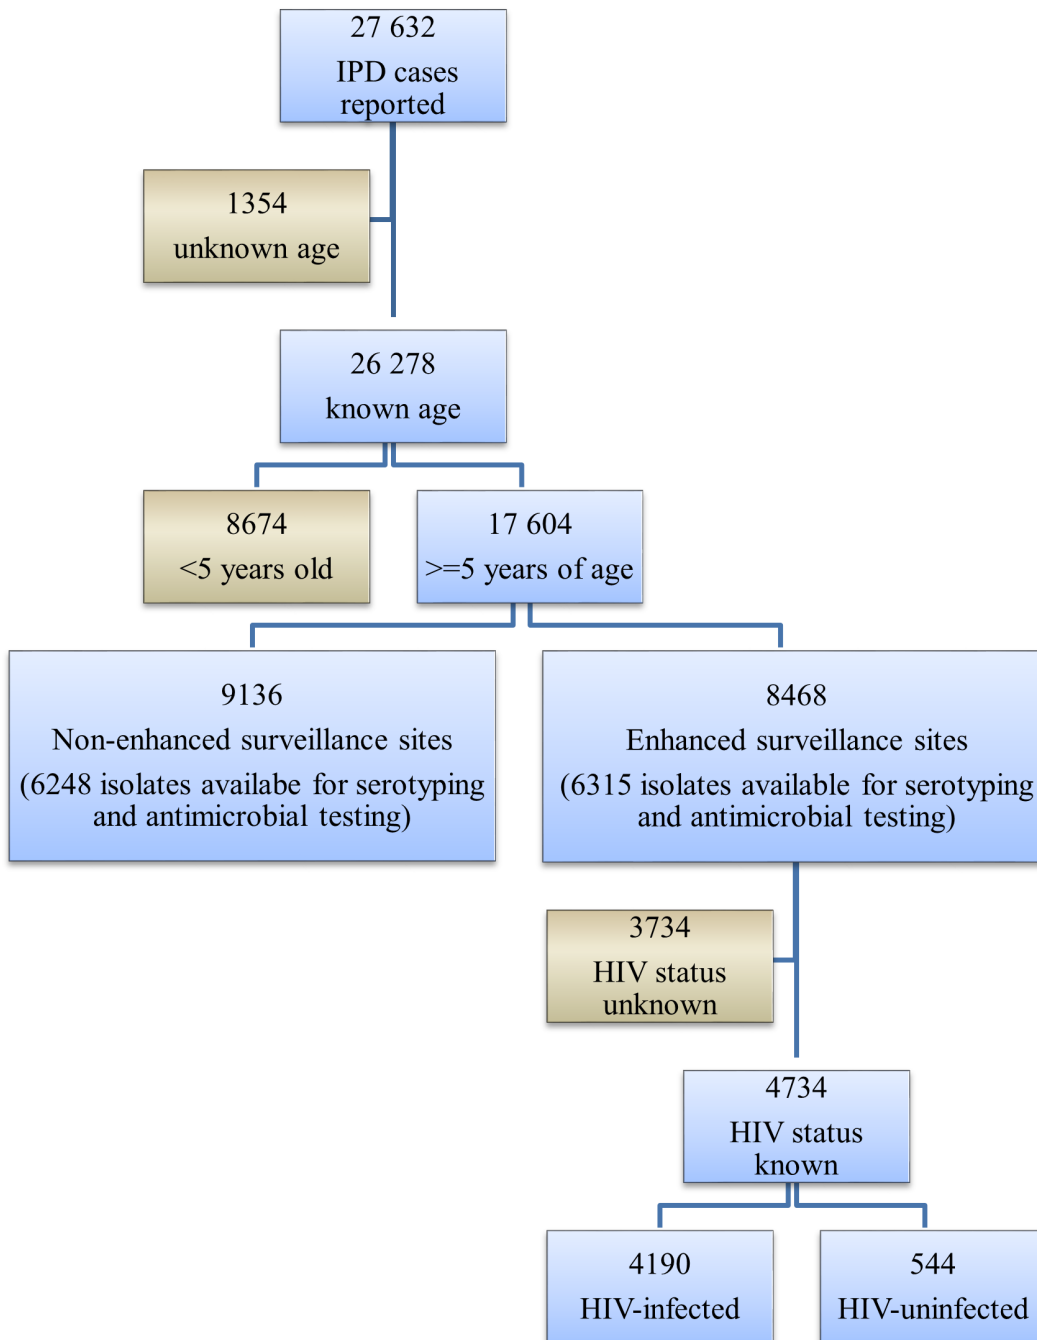 27 632
IPD cases
reported
1354
unknown age
26 278
known age
8674
<5 years old
17 604
>=5 years of age
9136
Non-enhanced surveillance sites
(6248 isolates availabe for serotyping
and antimicrobial testing)
8468
Enhanced surveillance sites
(6315 isolates available for serotyping
and antimicrobial testing)
3734
HIV status
unknown
4734
HIV status
known
4190
HIV-infected
544
HIV-uninfected